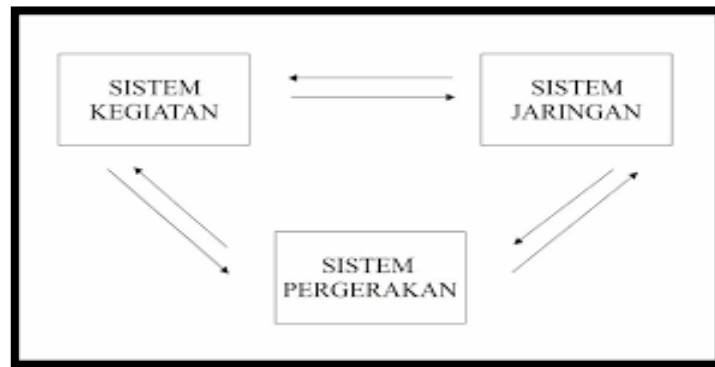 SISTEM
KEGIATAN
SISTEM
JARINGAN
SISTEM
PERGERAKAN